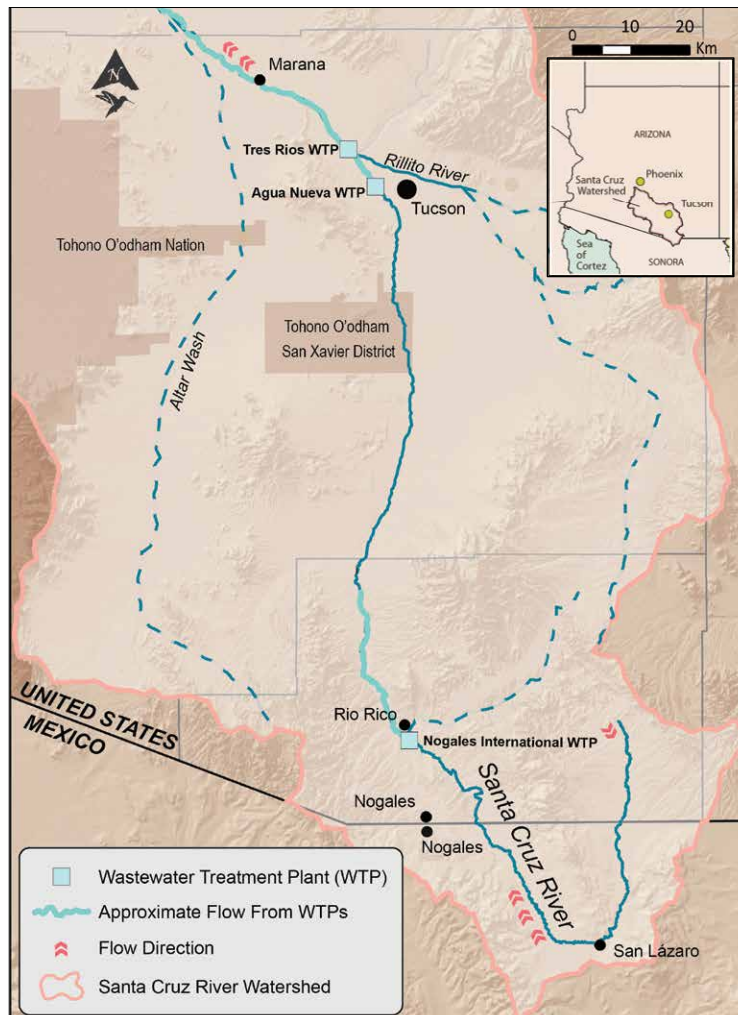 0 10 20
Km
N
Marana
Tres Rios WTP
Rillito River
Agua Nueva WTP
Tucson
ARIZONA
Phoenix
Santa Cruz
Watershed
Tucson
Sea
of
Cortez
SONORA
Tohono O'odham Nation
Tohono O'odham
San Xavier District
Altar Wash
UNITED STATES
MEXICO
Rio Rico
Nogales International WTP
Santa Cruz River
Nogales
Nogales
San Lázaro
Wastewater Treatment Plant (WTP)
Approximate Flow From WTPs
Flow Direction
Santa Cruz River Watershed